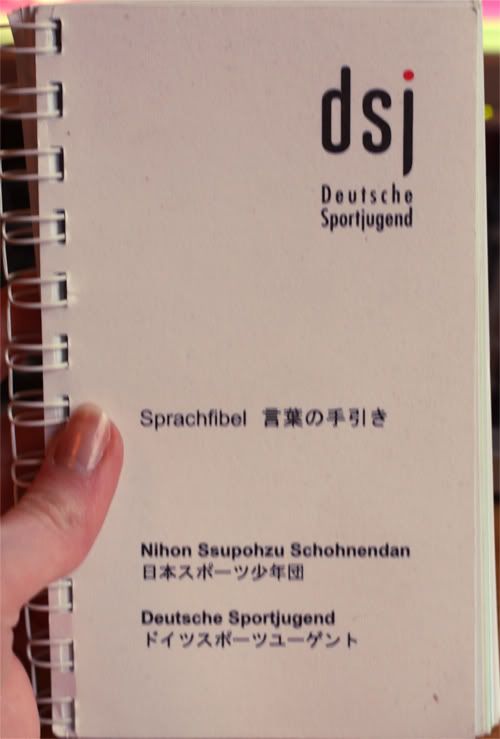 dsj
Deutsche
Sportjugend
Sprachfibel 言葉の手引き
Nihon Ssupohzu Schohnendan
日本スポーツ少年団
Deutsche Sportjugend
ドイツスポーツユーゲント